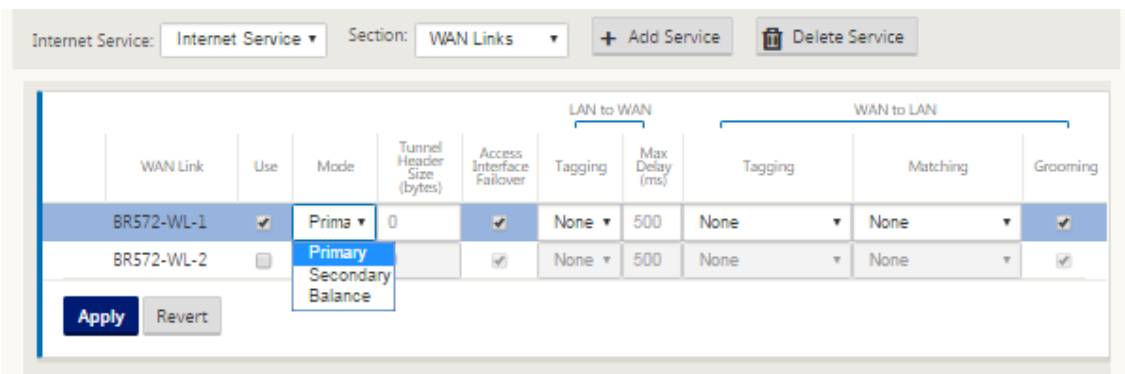 Internet Service: Internet Service Section: WAN Links + Add Service Delete Service
LAN to WAN WAN to LAN
WAN Link Use Mode Tunnel Header Size (bytes) Access Interface Failover Tagging Max Delay (ms) Tagging Matching Grooming
BR572-WL-1 Prima 0 None 500 None None
BR572-WL-2 None 500 None None
Primary
Secondary
Balance
Apply Revert